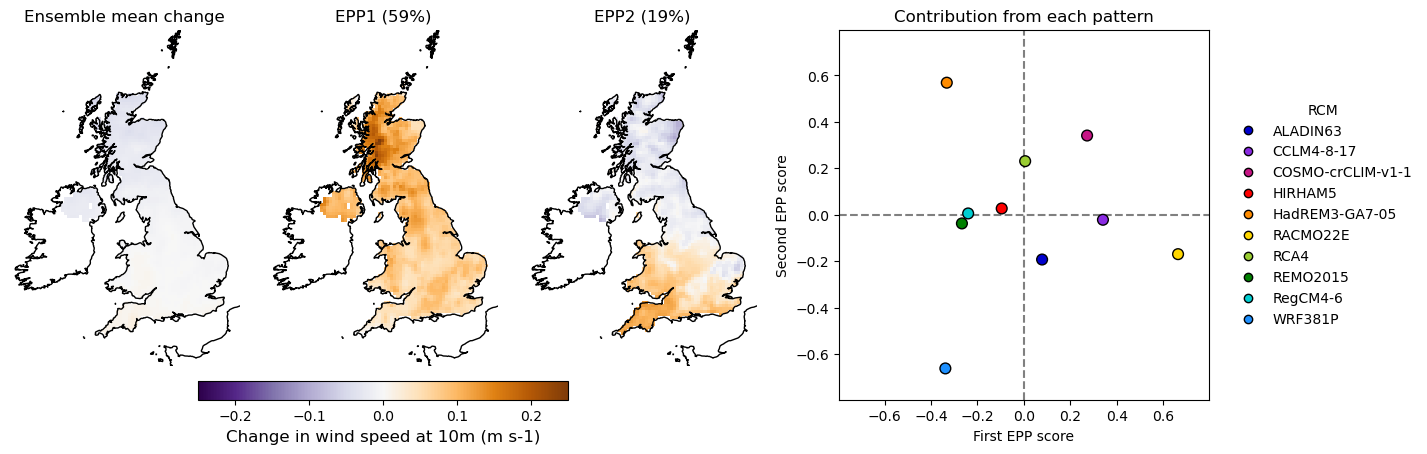 Ensemble mean change
EPP1 (59%)
EPP2 (19%)
Contribution from each pattern
−0.2
−0.1
0.0
0.1
0.2
Change in wind speed at 10m (m s-1)
Second EPP score
0.6
0.4
0.2
0.0
−0.2
−0.4
−0.6
−0.6
−0.4
−0.2
0.0
0.2
0.4
0.6
First EPP score
RCM
ALADIN63
CCLM4-8-17
COSMO-crCLIM-v1-1
HIRHAM5
HadREM3-GA7-05
RACMO22E
RCA4
REMO2015
RegCM4-6
WRF381P